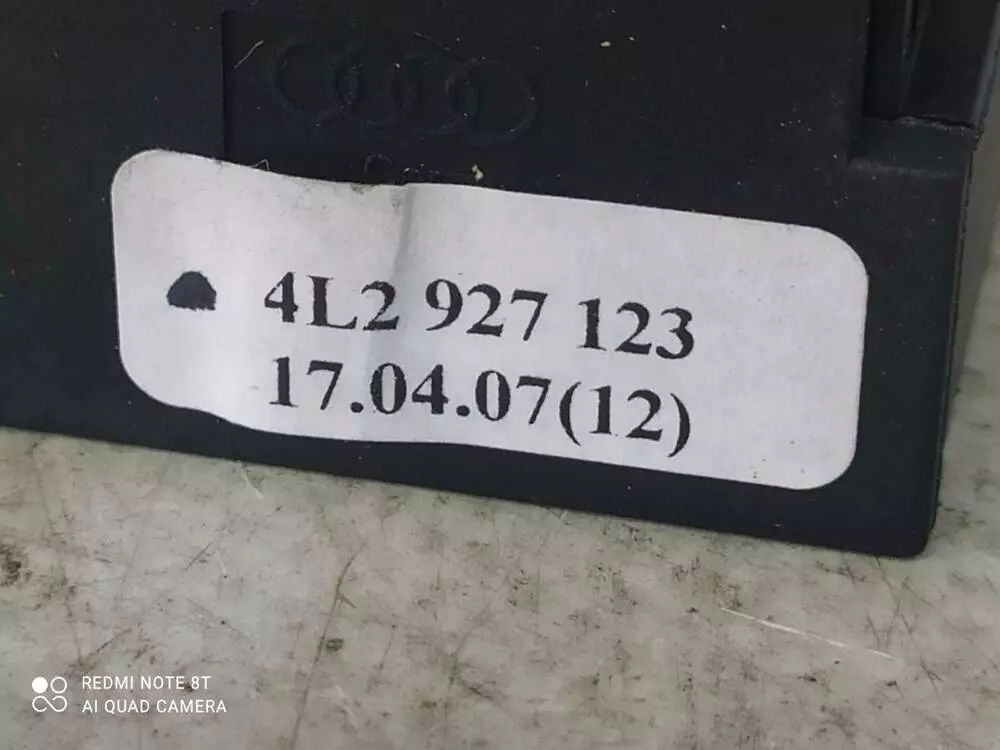 4L2 927 123
17.04.07(12)
REDMI NOTE 8T
AI QUAD CAMERA